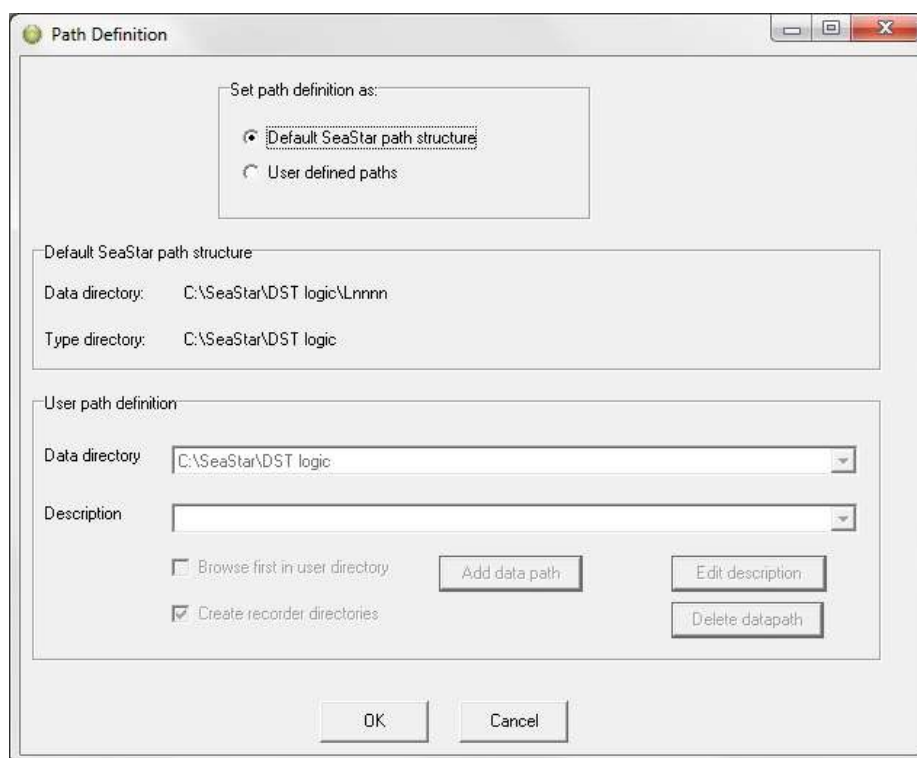 Path Definition
Set path definition as:
Default SeaStar path structure
User defined paths
Default SeaStar path structure
Data directory: C:\SeaStar\DST logic\Lnnnn
Type directory: C:\SeaStar\DST logic
User path definition
Data directory C:\SeaStar\DST logic
Description
Browse first in user directory Add data path Edit description
Create recorder directories Delete datapath
OK Cancel